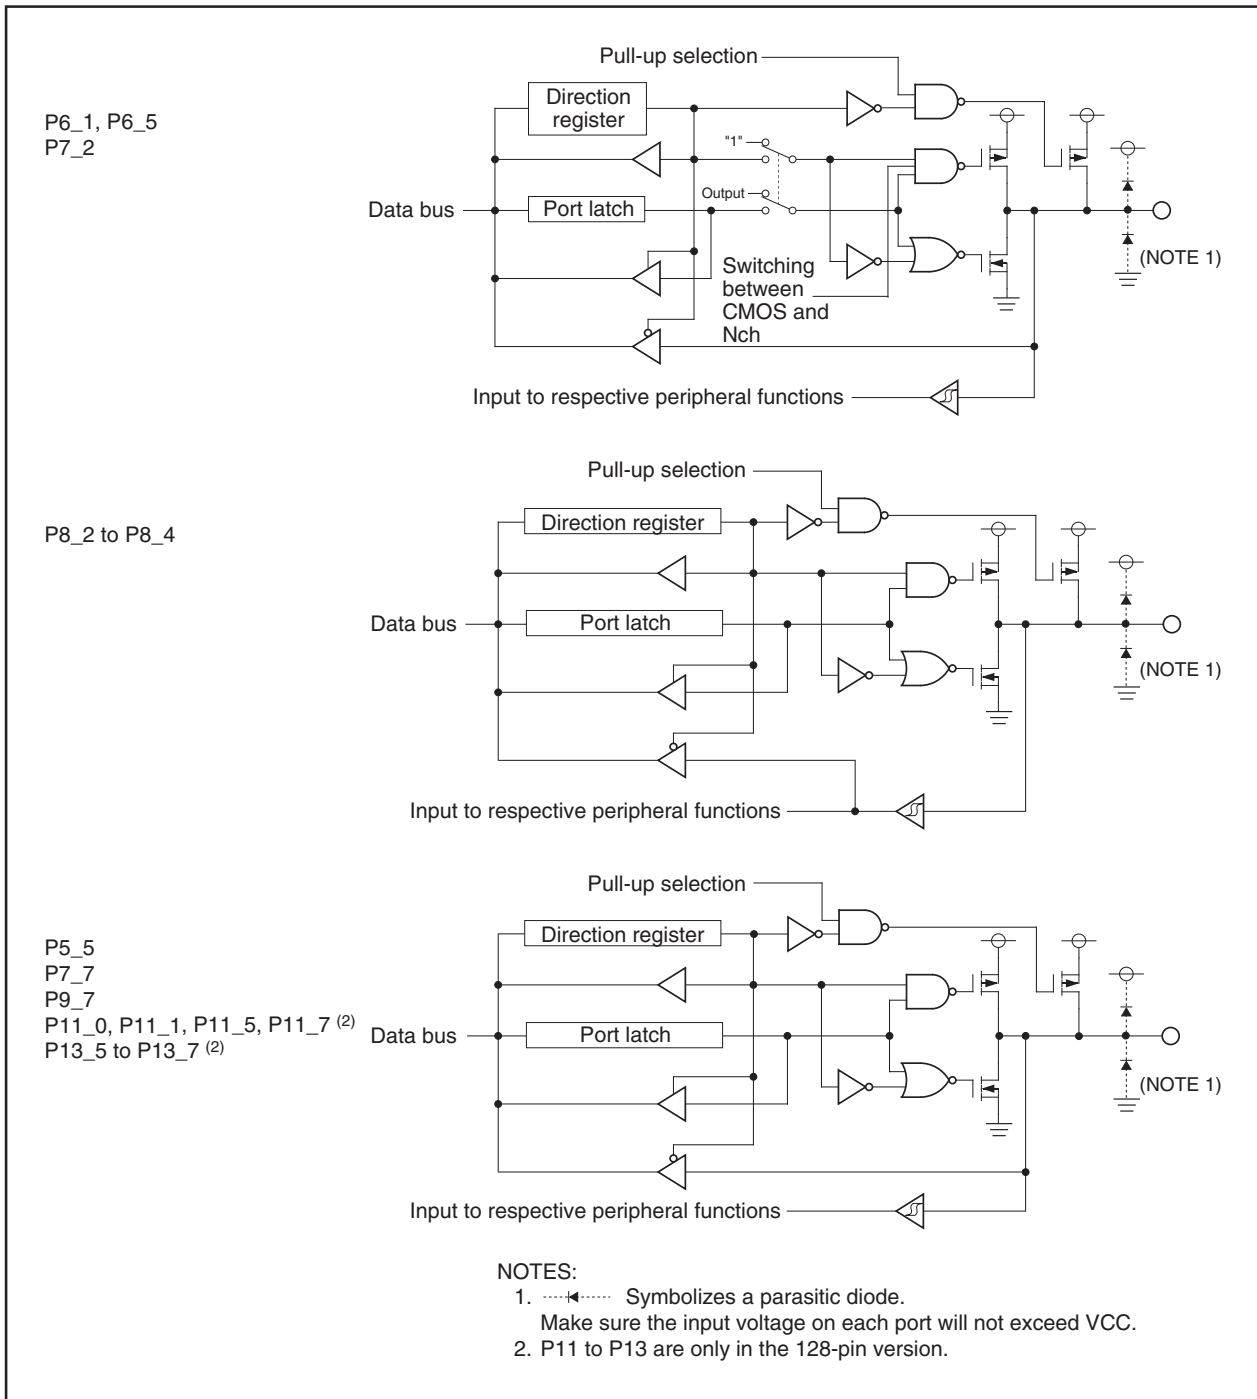 Pull-up selection
P6_1, P6_5
P7_2
Direction
register
"1"
Output
Data bus
Port latch
(NOTE 1)
Switching
between
CMOS and
Nch
Input to respective peripheral functions
Pull-up selection
P8_2 to P8_4
Direction register
Data bus
Port latch
(NOTE 1)
Input to respective peripheral functions
Pull-up selection
P5_5
P7_7
P9_7
P11_0, P11_1, P11_5, P11_7 (2)
P13_5 to P13_7 (2)
Direction register
Data bus
Port latch
(NOTE 1)
Input to respective peripheral functions
NOTES:
1. Symbolizes a parasitic diode.
Make sure the input voltage on each port will not exceed VCC.
2. P11 to P13 are only in the 128-pin version.